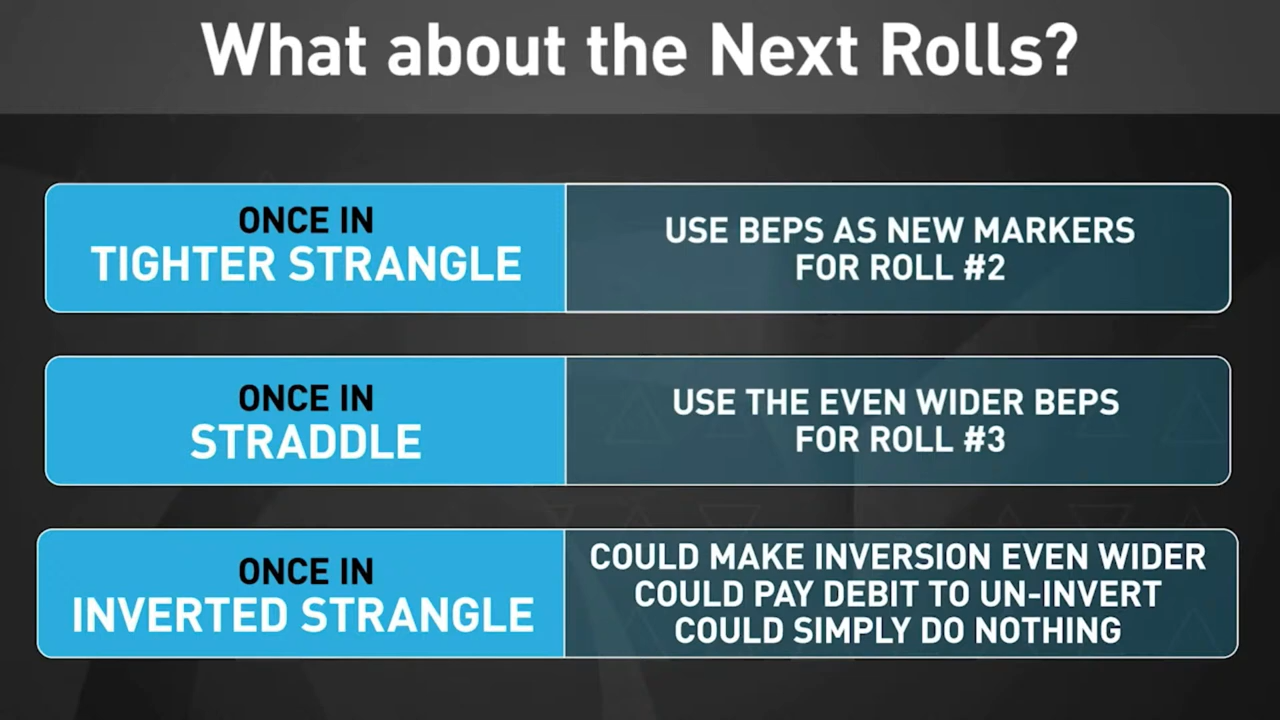 What about the Next Rolls?
ONCE IN
TIGHTER STRANGLE
USE BEPS AS NEW MARKERS
FOR ROLL #2
ONCE IN
STRADDLE
USE THE EVEN WIDER BEPS
FOR ROLL #3
ONCE IN
INVERTED STRANGLE
COULD MAKE INVERSION EVEN WIDER
COULD PAY DEBIT TO UN-INVERT
COULD SIMPLY DO NOTHING